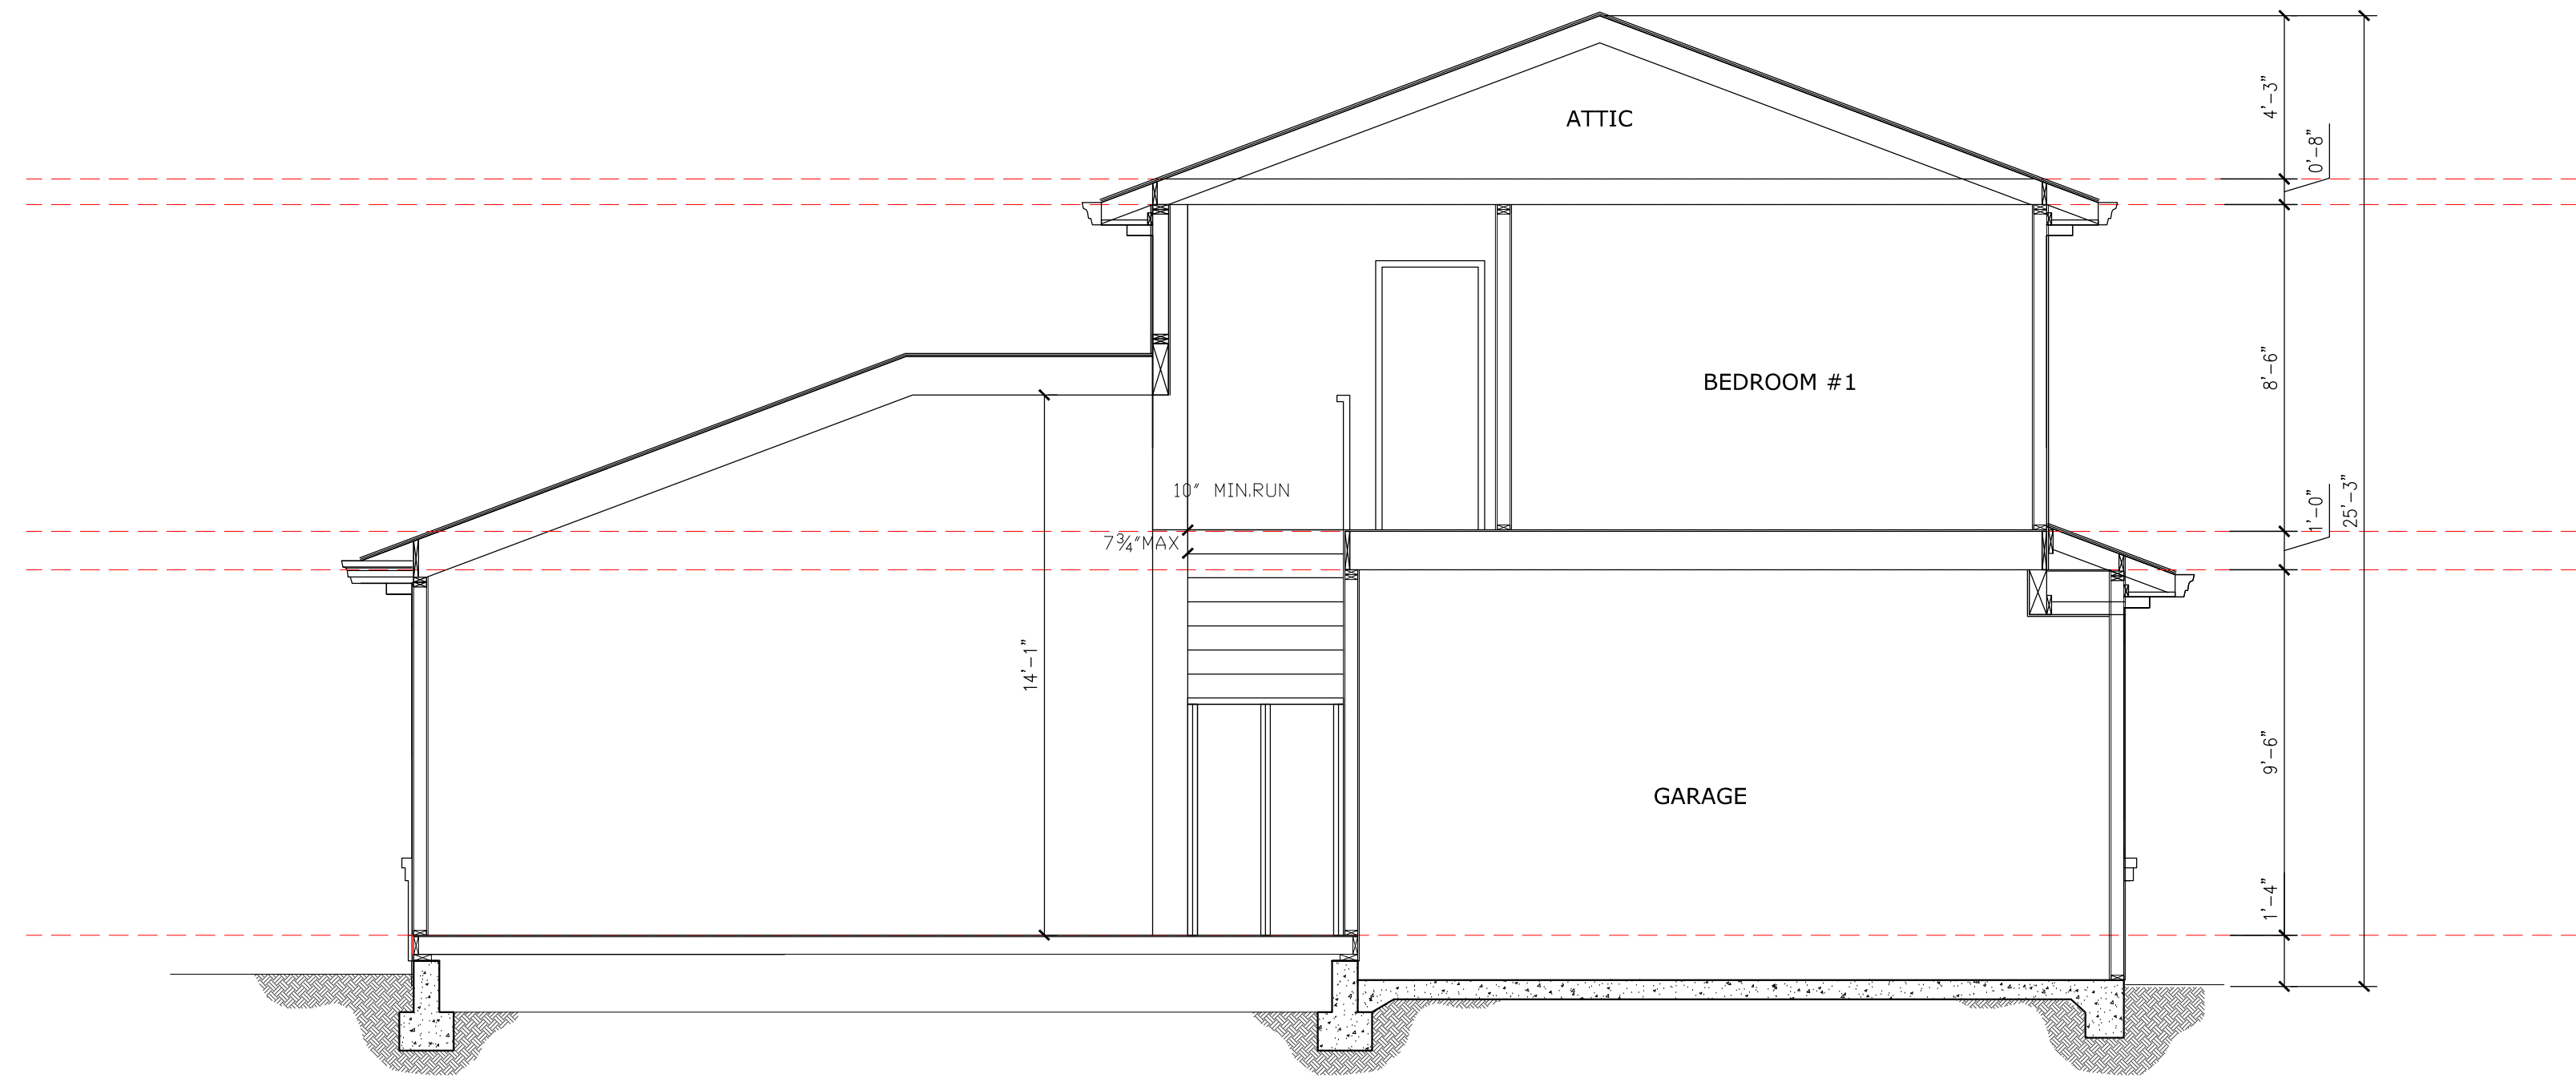 ATTIC
4'-3"
0'-8"
BEDROOM #1
8'-6"
10" MIN.RUN
7¾"MAX
1'-0"
25'-3"
14'-1"
GARAGE
9'-6"
1'-4"